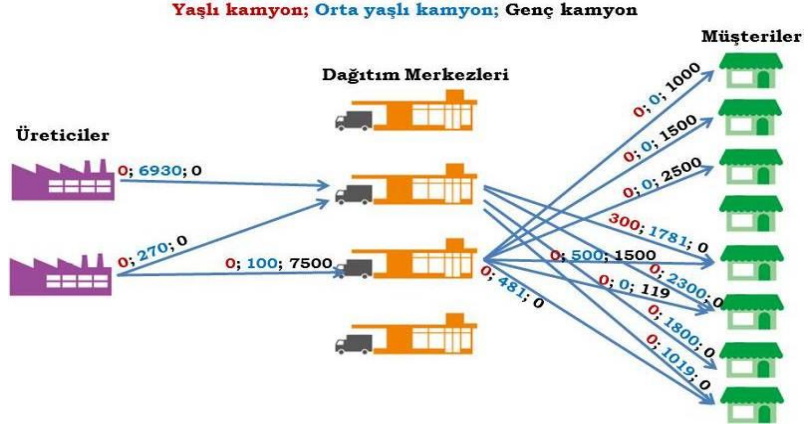 Yaşlı kamyon; Orta yaşlı kamyon; Genç kamyon
Müşteriler
Dağıtım Merkezleri
Üreticiler
0; 0; 1000
0; 0; 1500
0; 0; 2500
0; 6930; 0
300; 1781; 0
0; 270; 0
0; 100; 7500
0; 500; 1500
0; 2300; 0
0; 0; 119
0; 481; 0
0; 1800; 0
0; 1019; 0